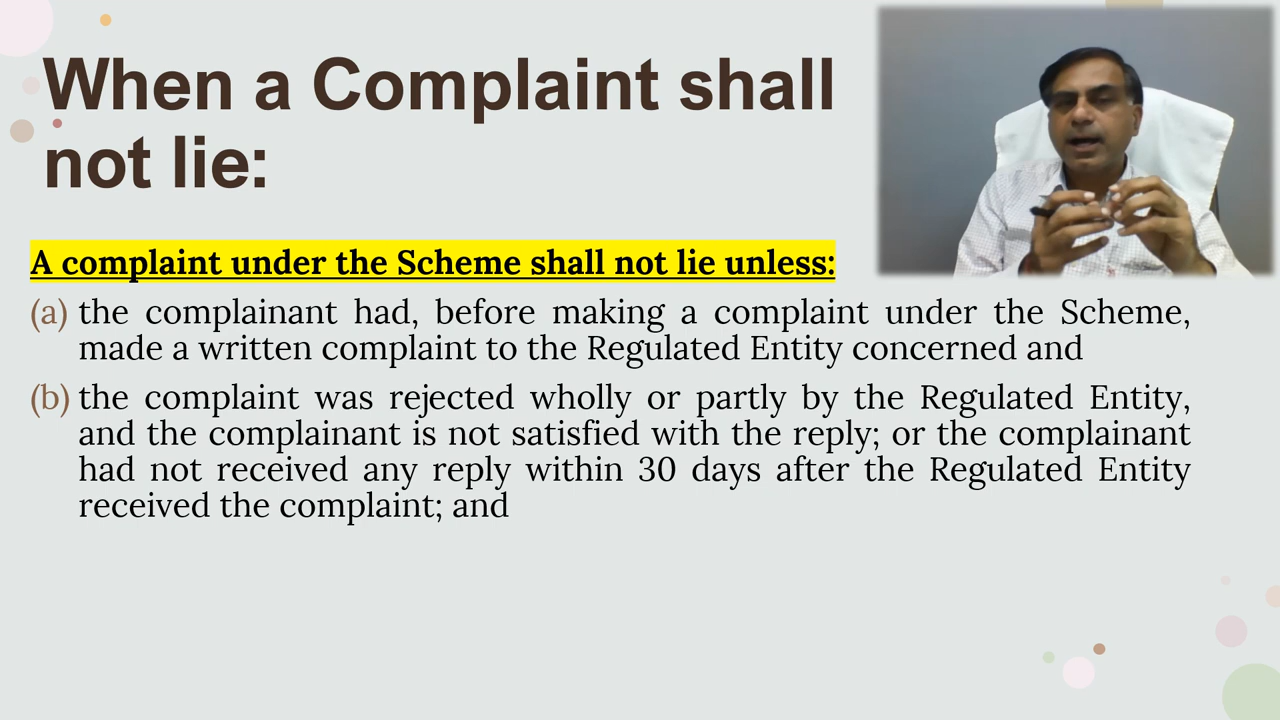 When a Complaint shall
not lie:
A complaint under the Scheme shall not lie unless:
(a) the complainant had, before making a complaint under the Scheme,
made a written complaint to the Regulated Entity concerned and
(b) the complaint was rejected wholly or partly by the Regulated Entity,
and the complainant is not satisfied with the reply; or the complainant
had not received any reply within 30 days after the Regulated Entity
received the complaint; and